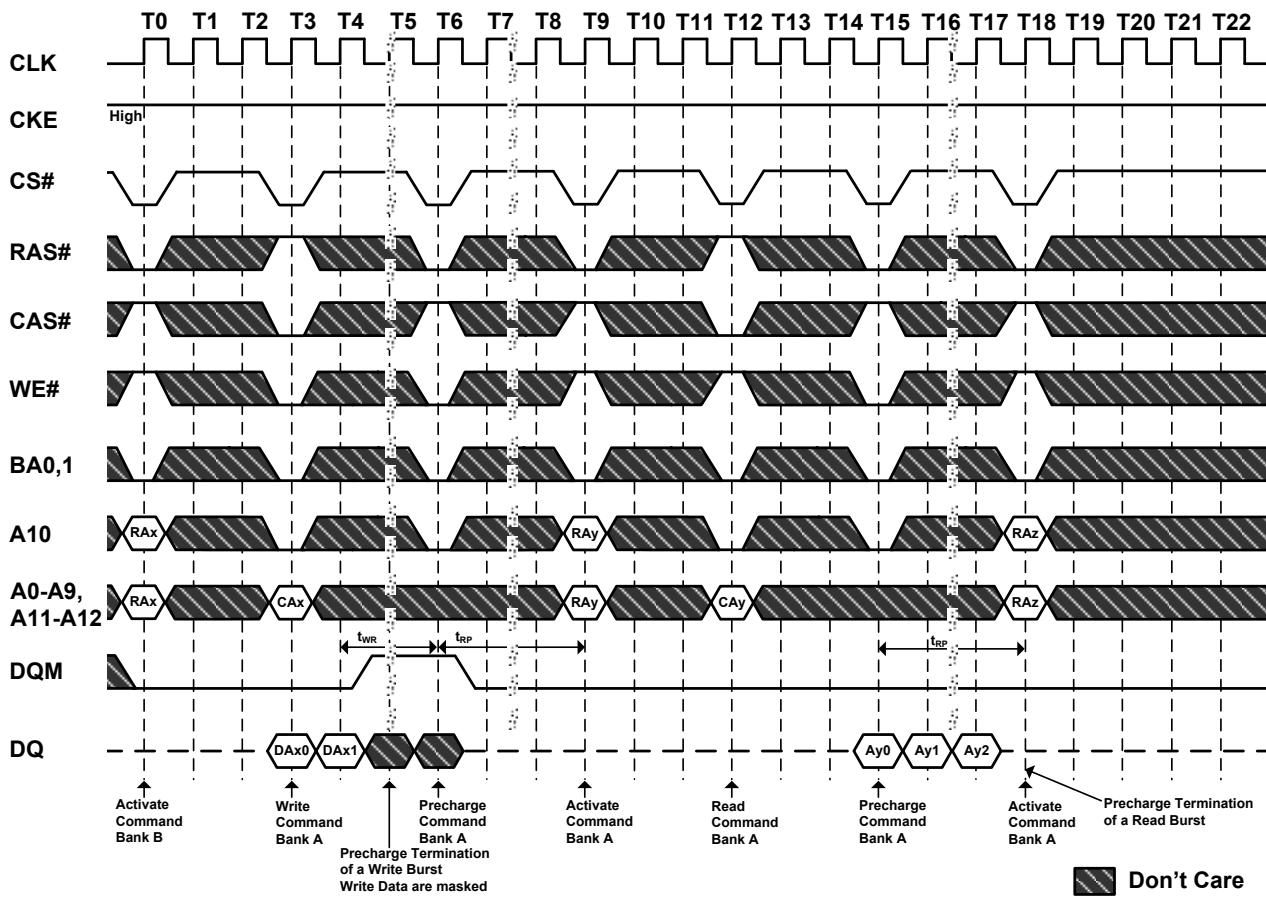 T0 T1 T2 T3 T4 T5 T6 T7 T8 T9 T10 T11 T12 T13 T14 T15 T16 T17 T18 T19 T20 T21 T22
CLK
CKE
High
CS#
RAS#
CAS#
WE#
BA0,1
A10
RAx
RAy
RAz
A0-A9,
A11-A12
RAx
CAx
RAy
CAy
RAz
tWR
tRP
tRP
DQM
DQ
DAx0
DAx1
Ay0
Ay1
Ay2
Activate
Command
Bank B
Write
Command
Bank A
Precharge Termination
of a Write Burst
Write Data are masked
Precharge
Command
Bank A
Activate
Command
Bank A
Read
Command
Bank A
Precharge
Command
Bank A
Activate
Command
Bank A
Precharge Termination
of a Read Burst
Don't Care